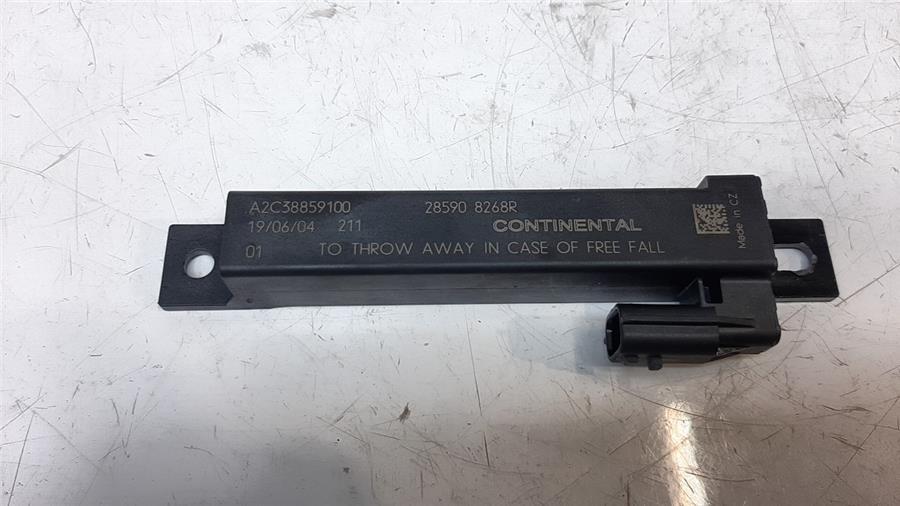 A2C38859100 28590 8268R
19/06/04 211 CONTINENTAL
01 TO THROW AWAY IN CASE OF FREE FALL
Made in CZ